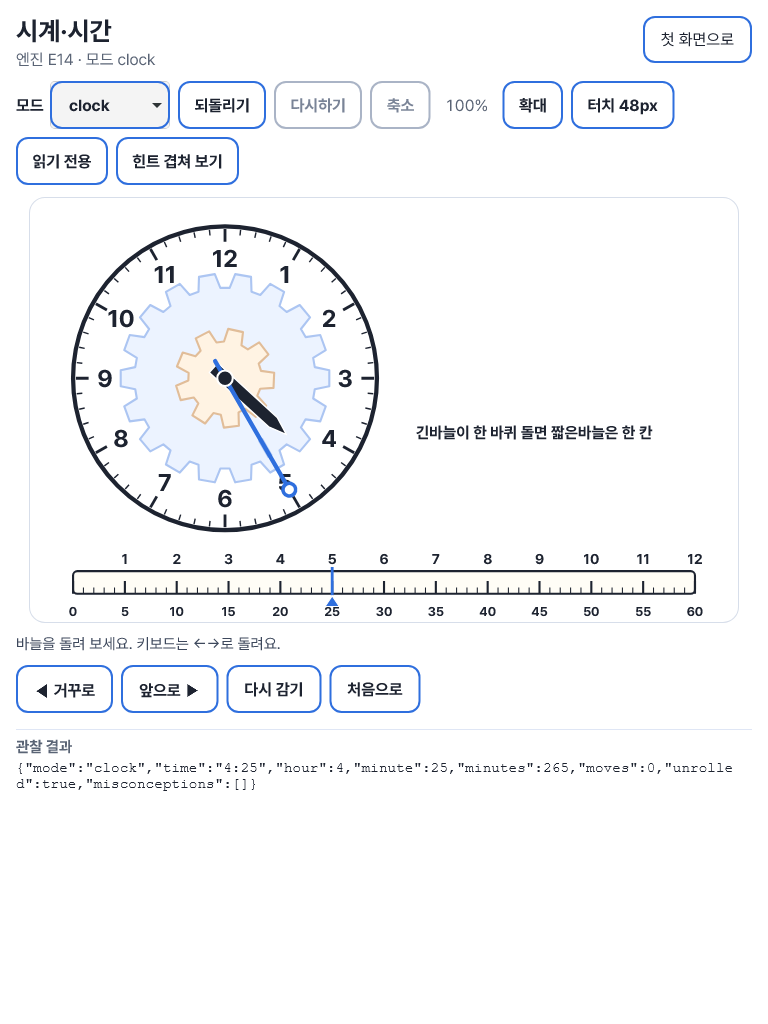 시계·시간
엔진 E14 · 모드 clock
첫 화면으로
모드 clock 되돌리기 다시하기 축소 100% 확대 터치 48px
읽기 전용 힌트 겹쳐 보기
12
11 1
10 2
9 3
8 4
7 5
6
긴바늘이 한 바퀴 돌면 짧은바늘은 한 칸
1 2 3 4 5 6 7 8 9 10 11 12
0 5 10 15 20 25 30 35 40 45 50 55 60
바늘을 돌려 보세요. 키보드는 ←→로 돌려요.
◀ 거꾸로 앞으로 ▶ 다시 감기 처음으로
관찰 결과
{"mode":"clock","time":"4:25","hour":4,"minute":25,"minutes":265,"moves":0,"unrolle
d":true,"misconceptions":[]}